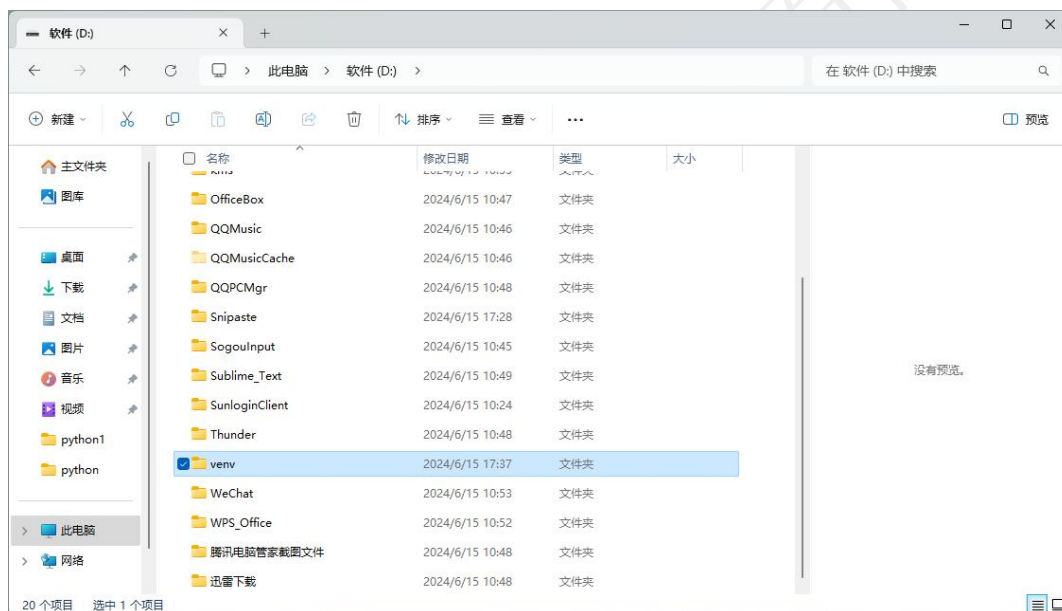 软件 (D:)
此电脑 > 软件 (D:) >
在 软件 (D:) 中搜索
新建
排序
查看
预览
主文件夹
图库
桌面
下载
文档
图片
音乐
视频
python1
python
此电脑
网络
名称 修改日期 类型 大小
OfficeBox 2024/6/15 10:47 文件夹
QQMusic 2024/6/15 10:46 文件夹
QQMusicCache 2024/6/15 10:46 文件夹
QQPCMgr 2024/6/15 10:48 文件夹
Snipaste 2024/6/15 17:28 文件夹
SogouInput 2024/6/15 10:45 文件夹
Sublime_Text 2024/6/15 10:49 文件夹
SunloginClient 2024/6/15 10:24 文件夹
Thunder 2024/6/15 10:48 文件夹
venv 2024/6/15 17:37 文件夹
WeChat 2024/6/15 10:53 文件夹
WPS_Office 2024/6/15 10:52 文件夹
腾讯电脑管家截图文件 2024/6/15 10:48 文件夹
迅雷下载 2024/6/15 10:48 文件夹
没有预览。
20 个项目 选中 1 个项目